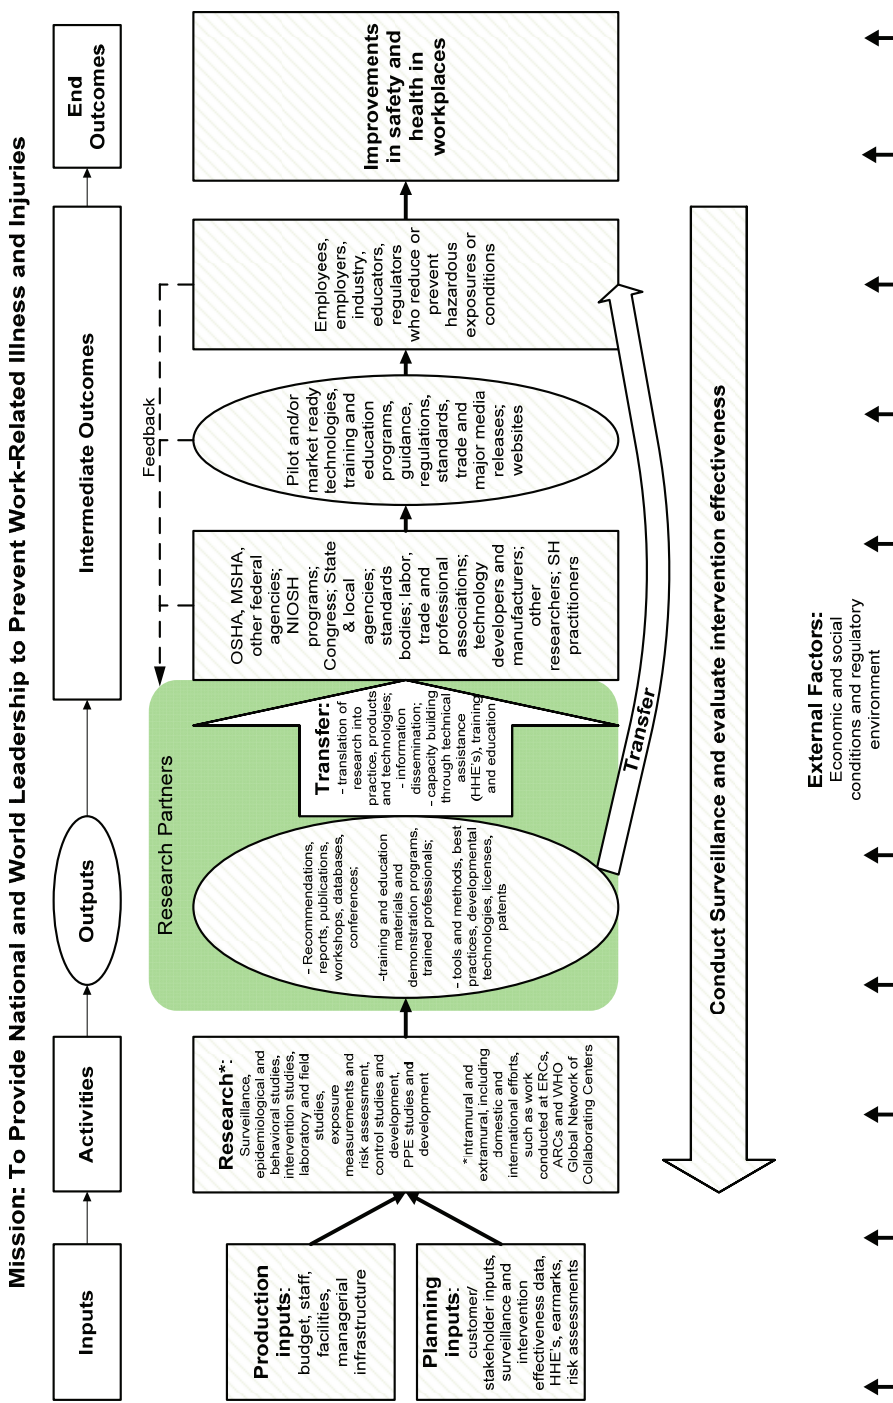 Mission: To Provide National and World Leadership to Prevent Work-Related Illness and Injuries
Inputs
Activities
Outputs
Intermediate Outcomes
End
Outcomes
Production
inputs:
budget, staff,
facilities,
managerial
infrastructure
Planning
inputs:
customer/
stakeholder inputs,
surveillance and
intervention
effectiveness data,
HHE's, earmarks,
risk assessments
Research*:
Surveillance,
epidemiological and
behavioral studies,
intervention studies,
laboratory and field
studies,
exposure
measurements and
risk assessment,
control studies and
development,
PPE studies and
development
*Intramural and
extramural, including
domestic and
international efforts,
such as work
conducted at ERCs,
ARCs and WHO
Global Network of
Collaborating Centers
Research Partners
- Recommendations,
reports, publications,
workshops, databases,
conferences;
-training and education
materials and
demonstration programs,
trained professionals;
- tools and methods, best
practices, developmental
technologies, licenses,
patents
Transfer:
- translation of
research into
practice, products
and technologies;
- information
dissemination;
- capacity building
through technical
assistance
(HHE's), training
and education
Feedback
OSHA, MSHA,
other federal
agencies;
NIOSH
programs;
Congress; State
& local
agencies;
standards
bodies; labor,
trade and
professional
associations;
technology
developers and
manufacturers;
other
researchers; SH
practitioners
Pilot and/or
market ready
technologies,
training and
education
programs,
guidance,
regulations,
standards,
trade and
major media
releases;
websites
Employees,
employers,
industry,
educators,
regulators
who reduce or
prevent
hazardous
exposures or
conditions
Improvements
in safety and
health in
workplaces
Transfer
Conduct Surveillance and evaluate intervention effectiveness
External Factors:
Economic and social
conditions and regulatory
environment